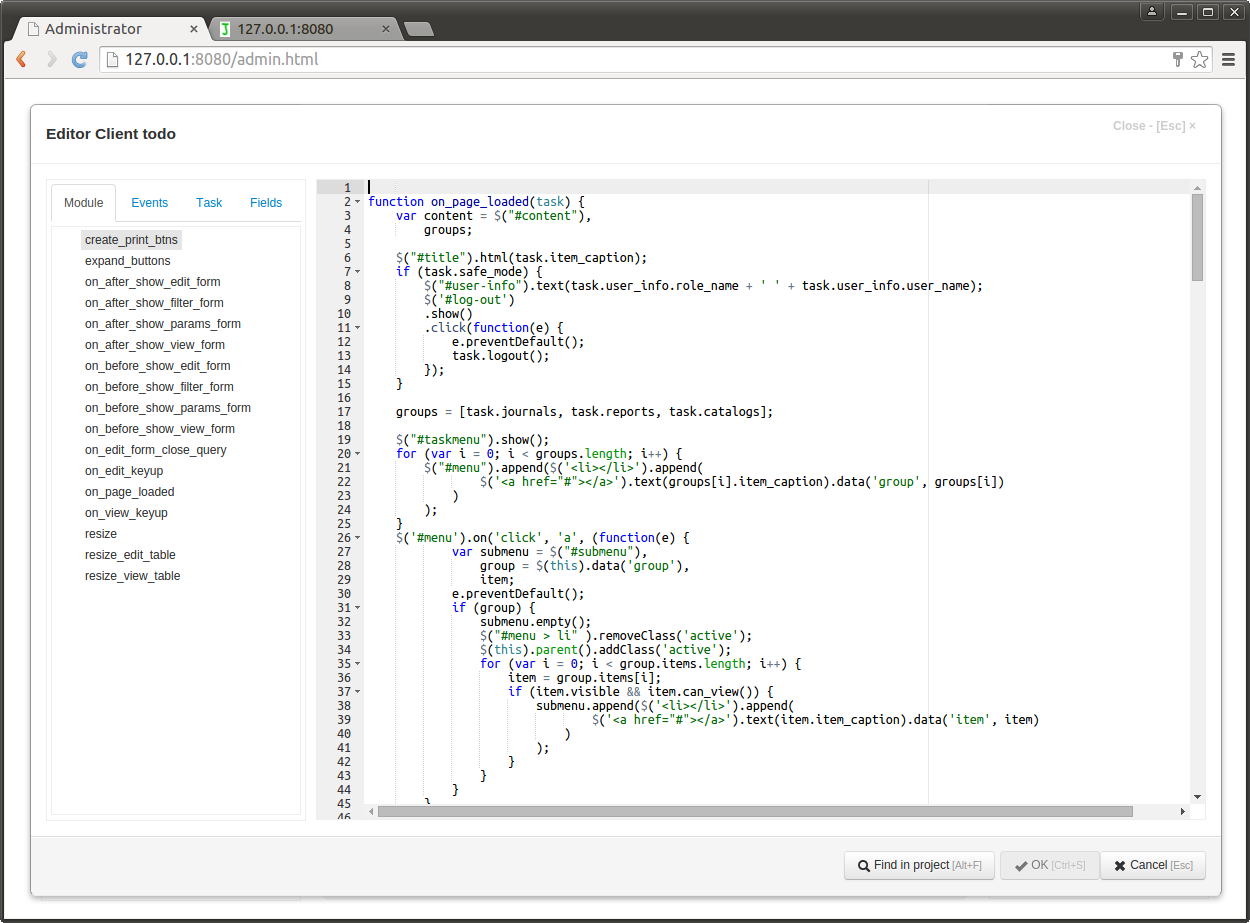 Administrator ×
127.0.0.1:8080 ×
127.0.0.1:8080/admin.html
Editor Client todo
Close - [Esc] ×
Module Events Task Fields
create_print_btns
expand_buttons
on_after_show_edit_form
on_after_show_filter_form
on_after_show_params_form
on_after_show_view_form
on_before_show_edit_form
on_before_show_filter_form
on_before_show_params_form
on_before_show_view_form
on_edit_form_close_query
on_edit_keyup
on_page_loaded
on_view_keyup
resize
resize_edit_table
resize_view_table
1
2 function on_page_loaded(task) {
3     var content = $("#content"),
4         groups;
5
6     $("#title").html(task.item_caption);
7     if (task.safe_mode) {
8         $("#user-info").text(task.user_info.role_name + ' ' + task.user_info.user_name);
9         $('#log-out')
10         .show()
11         .click(function(e) {
12             e.preventDefault();
13             task.logout();
14         });
15     }
16
17     groups = [task.journals, task.reports, task.catalogs];
18
19     $("#taskmenu").show();
20     for (var i = 0; i < groups.length; i++) {
21         $("#menu").append($('<li></li>').append(
22                 $('<a href="#"></a>').text(groups[i].item_caption).data('group', groups[i])
23             )
24         );
25     }
26     $('#menu').on('click', 'a', (function(e) {
27             var submenu = $("#submenu"),
28                 group = $(this).data('group'),
29                 item;
30             e.preventDefault();
31             if (group) {
32                 submenu.empty();
33                 $("#menu > li" ).removeClass('active');
34                 $(this).parent().addClass('active');
35                 for (var i = 0; i < group.items.length; i++) {
36                     item = group.items[i];
37                     if (item.visible && item.can_view()) {
38                         submenu.append($('<li></li>').append(
39                                 $('<a href="#"></a>').text(item.item_caption).data('item', item)
40                             )
41                         );
42                     }
43                 }
44             }
45         }
46
Find in project [Alt+F]
OK [Ctrl+S]
Cancel [Esc]